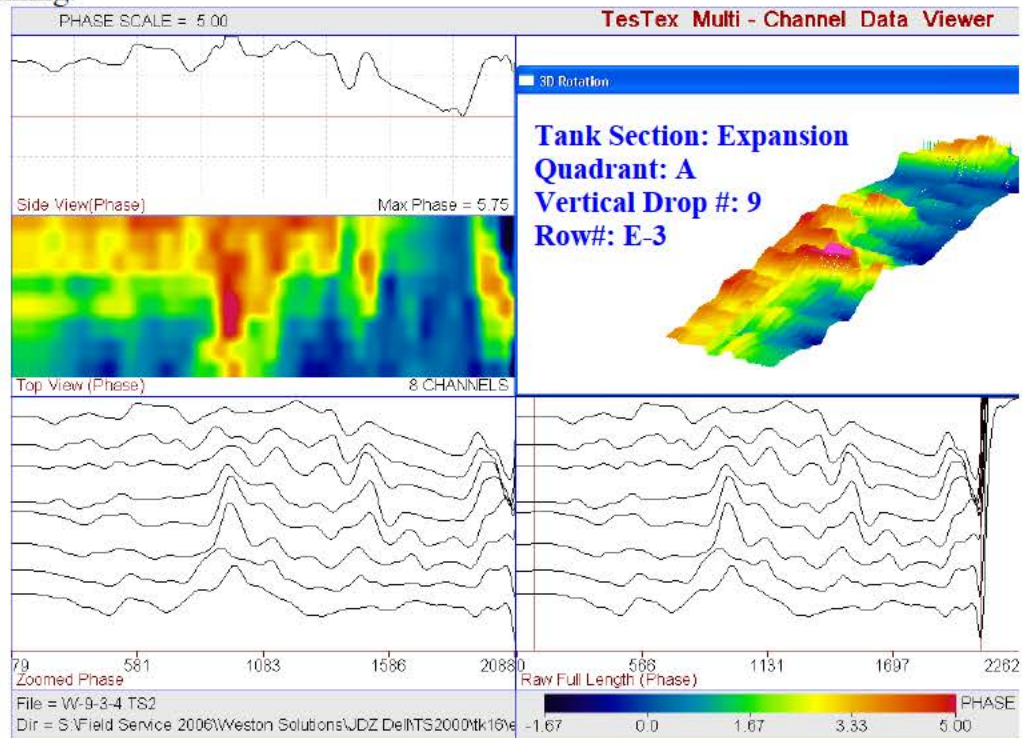 PHASE SCALE = 5.00
TesTex Multi - Channel Data Viewer
3D Rotation
Tank Section: Expansion
Quadrant: A
Vertical Drop #: 9
Row#: E-3
Side View(Phase)
Max Phase = 5.75
Top View (Phase)
8 CHANNELS
79 581 1083 1586 2088
Zoomed Phase
0 566 1131 1697 2262
Raw Full Length (Phase)
File = W-9-3-4 TS2
Dir = S:\Field Service 2006\Weston Solutions\JDZ Dell\TS2000\tk16\e
PHASE
-1.67 0.0 1.67 3.33 5.00